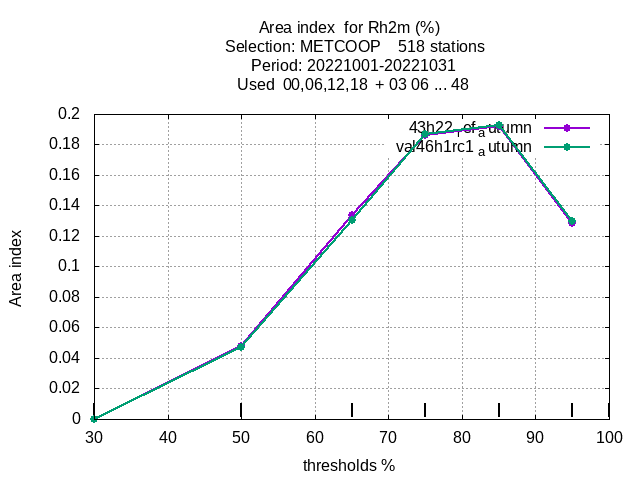 Area index  for Rh2m (%)
Selection: METCOOP    518 stations
Period: 20221001-20221031
Used  00,06,12,18  + 03 06 ... 48
0.2
0.18
0.16
0.14
0.12
0.1
0.08
0.06
0.04
0.02
0
Area index
43h22_ref_autumn
val46h1rc1_autumn
30 40 50 60 70 80 90 100
thresholds %